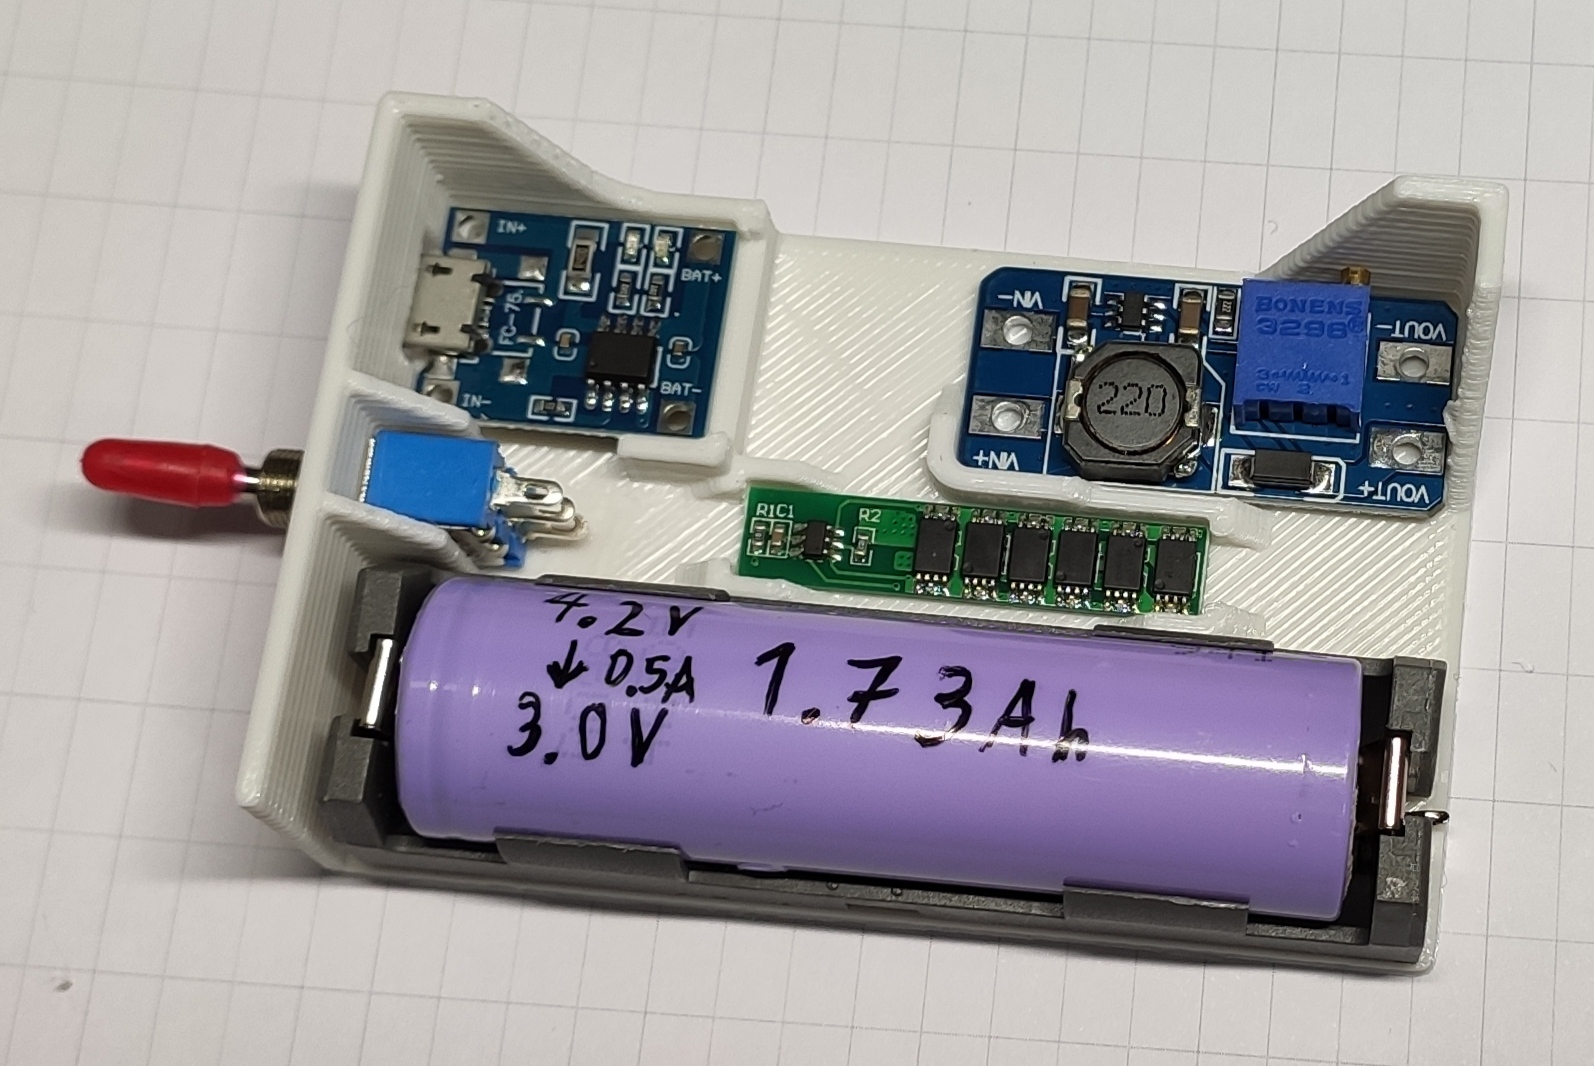 IN+
BAT+
FC-75
BAT-
IN-
VIN-
BONENS
3296
VOUT-
220
VIN+
VOUT+
R1C1
R2
4.2V
↓ 0.5A
3.0V
1.73Ah